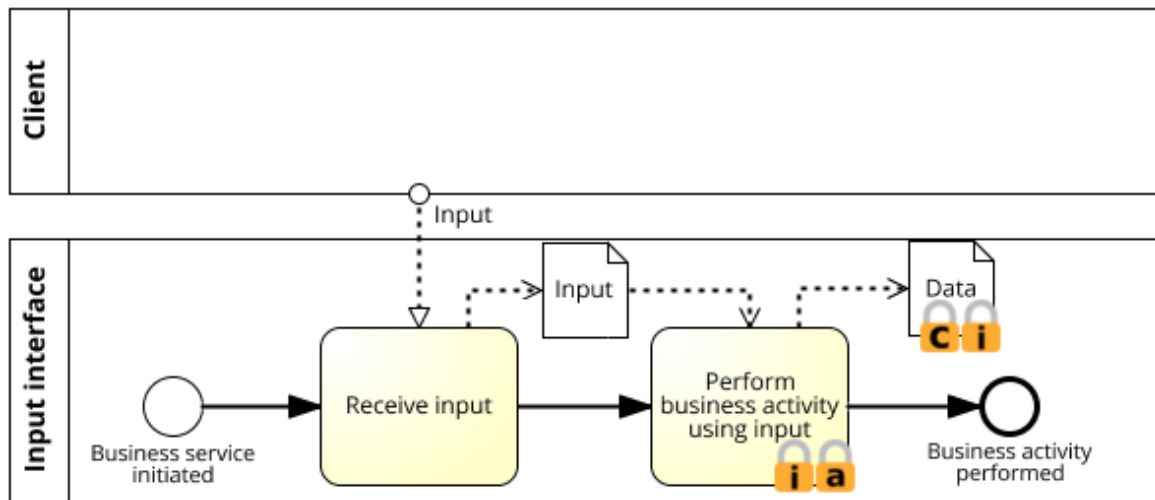 Client
Input
Input interface
Input
Data
C i
Receive input
Perform
business activity
using input
i a
Business service
initiated
Business activity
performed